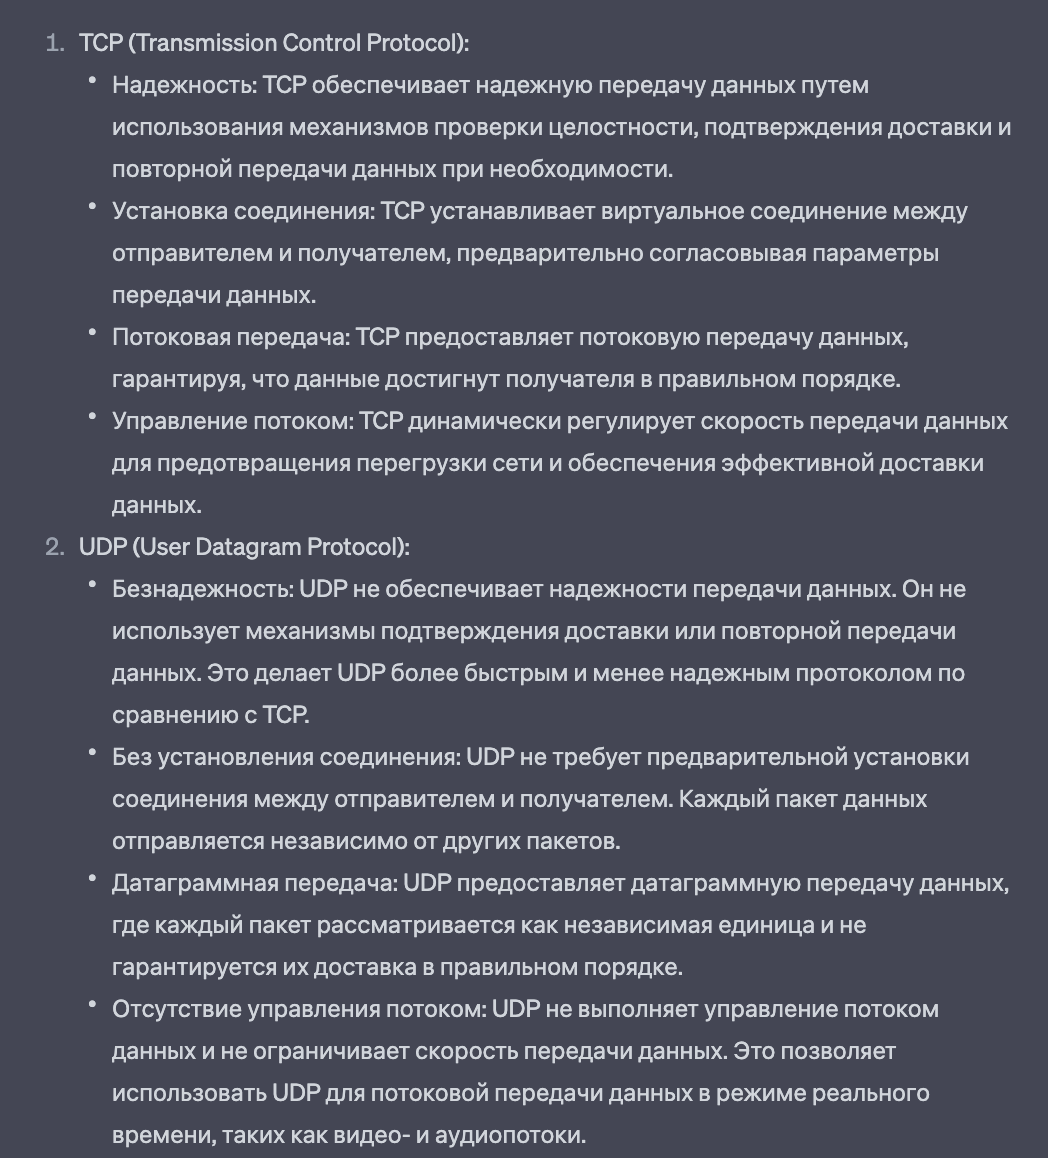 1. TCP (Transmission Control Protocol):
• Надежность: TCP обеспечивает надежную передачу данных путем
использования механизмов проверки целостности, подтверждения доставки и
повторной передачи данных при необходимости.
• Установка соединения: TCP устанавливает виртуальное соединение между
отправителем и получателем, предварительно согласовывая параметры
передачи данных.
• Потоковая передача: TCP предоставляет потоковую передачу данных,
гарантируя, что данные достигнут получателя в правильном порядке.
• Управление потоком: TCP динамически регулирует скорость передачи данных
для предотвращения перегрузки сети и обеспечения эффективной доставки
данных.
2. UDP (User Datagram Protocol):
• Безнадежность: UDP не обеспечивает надежности передачи данных. Он не
использует механизмы подтверждения доставки или повторной передачи
данных. Это делает UDP более быстрым и менее надежным протоколом по
сравнению с TCP.
• Без установления соединения: UDP не требует предварительной установки
соединения между отправителем и получателем. Каждый пакет данных
отправляется независимо от других пакетов.
• Датаграммная передача: UDP предоставляет датаграммную передачу данных,
где каждый пакет рассматривается как независимая единица и не
гарантируется их доставка в правильном порядке.
• Отсутствие управления потоком: UDP не выполняет управление потоком
данных и не ограничивает скорость передачи данных. Это позволяет
использовать UDP для потоковой передачи данных в режиме реального
времени, таких как видео- и аудиопотоки.